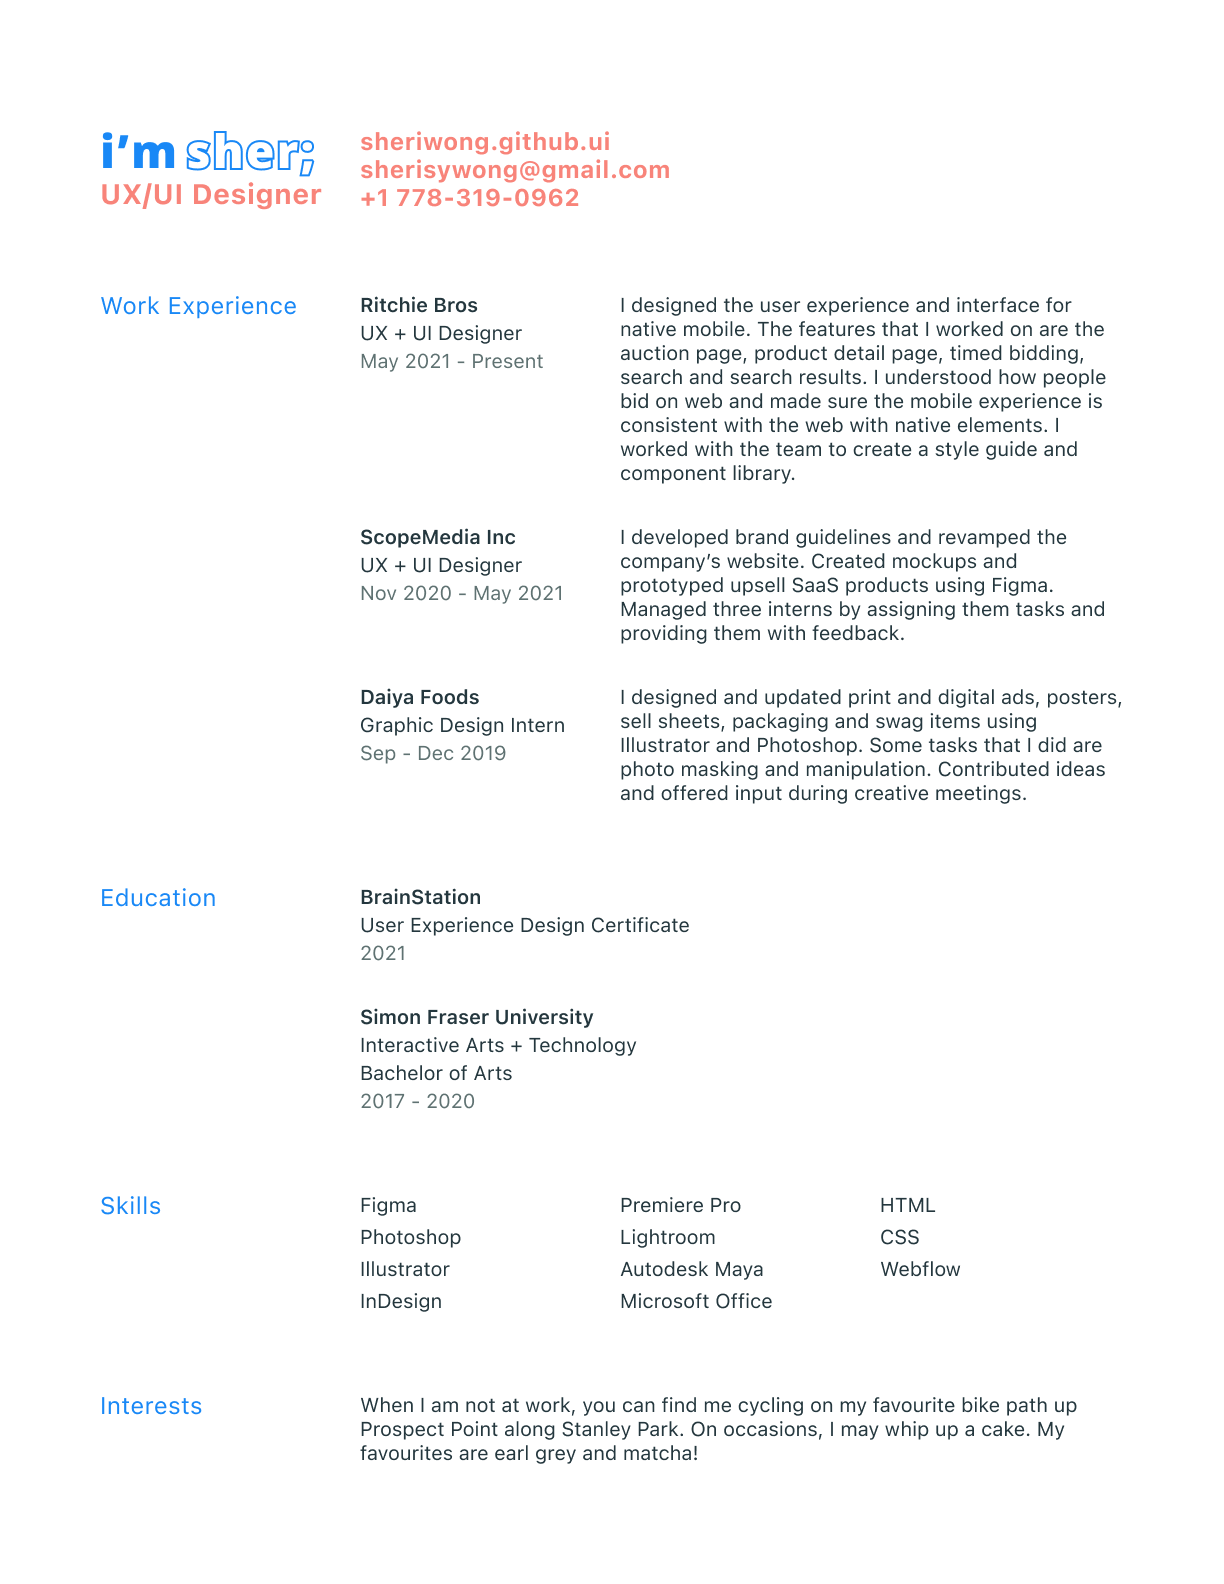 i’m sher;
UX/UI Designer
sheriwong.github.ui
sherisywong@gmail.com
+1 778-319-0962
Work Experience
Ritchie Bros
UX + UI Designer
May 2021 - Present
I designed the user experience and interface for
native mobile. The features that I worked on are the
auction page, product detail page, timed bidding,
search and search results. I understood how people
bid on web and made sure the mobile experience is
consistent with the web with native elements. I
worked with the team to create a style guide and
component library.
ScopeMedia Inc
UX + UI Designer
Nov 2020 - May 2021
I developed brand guidelines and revamped the
company’s website. Created mockups and
prototyped upsell SaaS products using Figma.
Managed three interns by assigning them tasks and
providing them with feedback.
Daiya Foods
Graphic Design Intern
Sep - Dec 2019
I designed and updated print and digital ads, posters,
sell sheets, packaging and swag items using
Illustrator and Photoshop. Some tasks that I did are
photo masking and manipulation. Contributed ideas
and offered input during creative meetings.
Education
BrainStation
User Experience Design Certificate
2021
Simon Fraser University
Interactive Arts + Technology
Bachelor of Arts
2017 - 2020
Skills
Figma
Photoshop
Illustrator
InDesign
Premiere Pro
Lightroom
Autodesk Maya
Microsoft Office
HTML
CSS
Webflow
Interests
When I am not at work, you can find me cycling on my favourite bike path up
Prospect Point along Stanley Park. On occasions, I may whip up a cake. My
favourites are earl grey and matcha!